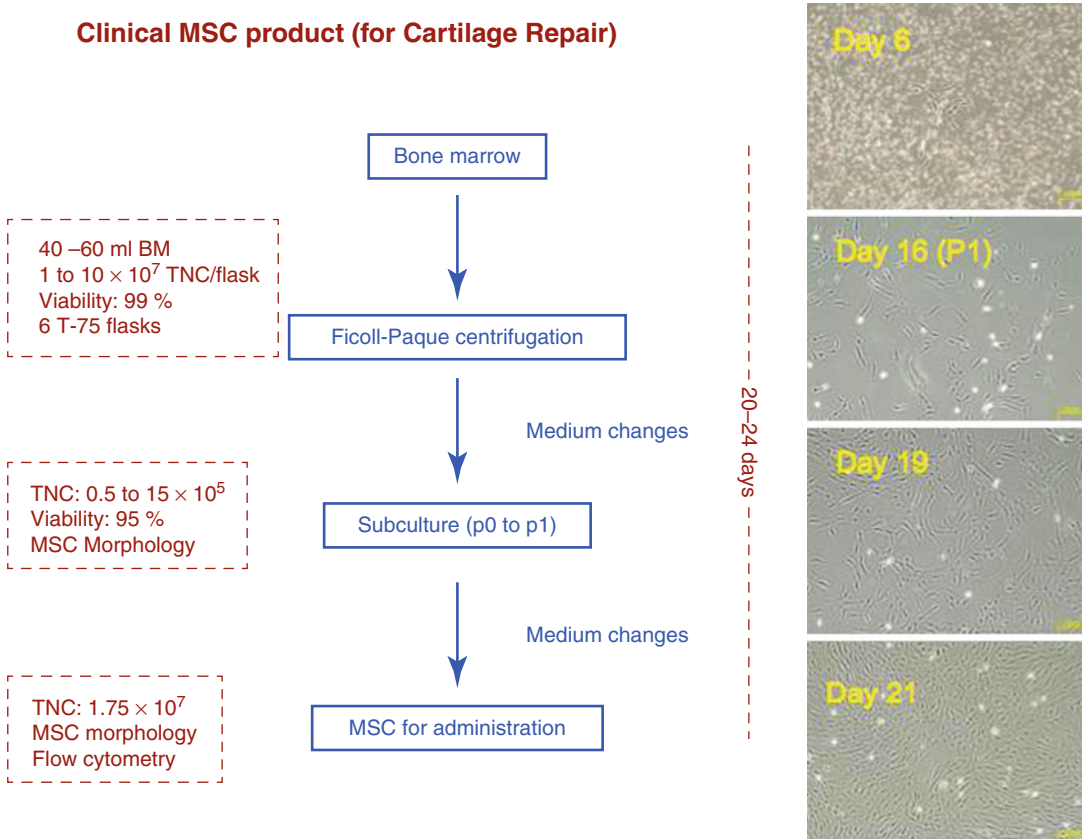 Clinical MSC product (for Cartilage Repair)
Bone marrow
40 –60 ml BM
1 to 10 × 10⁷ TNC/flask
Viability: 99 %
6 T-75 flasks
Ficoll-Paque centrifugation
Medium changes
TNC: 0.5 to 15 × 10⁵
Viability: 95 %
MSC Morphology
Subculture (p0 to p1)
Medium changes
TNC: 1.75 × 10⁷
MSC morphology
Flow cytometry
MSC for administration
20–24 days
Day 6
Day 16 (P1)
Day 19
Day 21